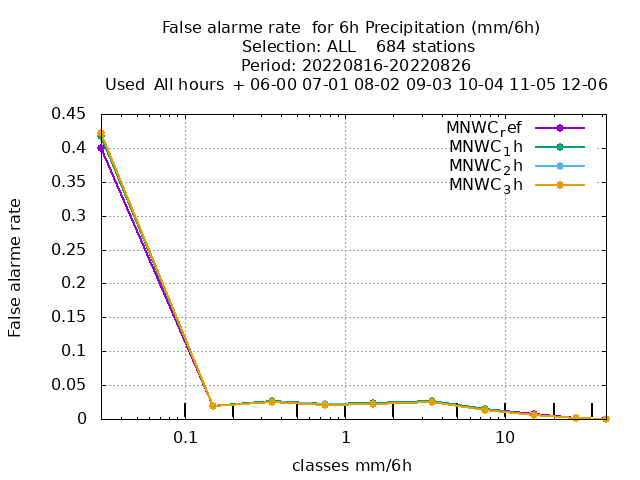 False alarme rate  for 6h Precipitation (mm/6h)
Selection: ALL    684 stations
Period: 20220816-20220826
Used  All hours  + 06-00 07-01 08-02 09-03 10-04 11-05 12-06
MNWC_ref
MNWC_1h
MNWC_2h
MNWC_3h
0.45
0.4
0.35
0.3
0.25
0.2
0.15
0.1
0.05
0
False alarme rate
0.1 1 10
classes mm/6h